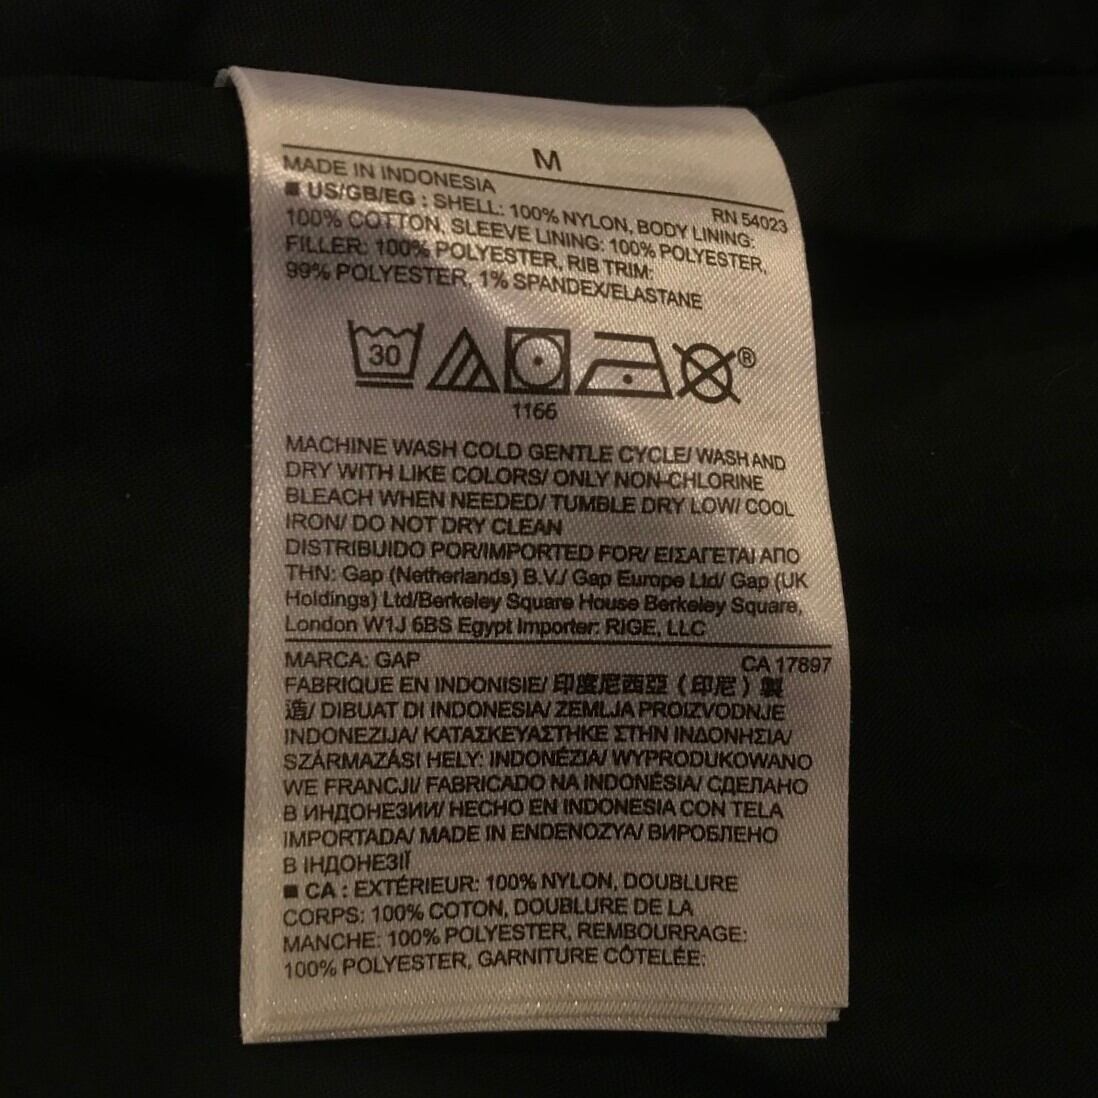 M
MADE IN INDONESIA
RN 54023
■ US/GB/EG : SHELL: 100% NYLON, BODY LINING:
100% COTTON, SLEEVE LINING: 100% POLYESTER,
FILLER: 100% POLYESTER, RIB TRIM:
99% POLYESTER, 1% SPANDEX/ELASTANE
30
®
1166
MACHINE WASH COLD GENTLE CYCLE/ WASH AND
DRY WITH LIKE COLORS/ ONLY NON-CHLORINE
BLEACH WHEN NEEDED/ TUMBLE DRY LOW/ COOL
IRON/ DO NOT DRY CLEAN
DISTRIBUIDO POR/IMPORTED FOR/ ΕΙΣΑΓΕΤΑΙ ΑΠΟ
ΤΗΝ: Gap (Netherlands) B.V./ Gap Europe Ltd/ Gap (UK
Holdings) Ltd/Berkeley Square House Berkeley Square,
London W1J 6BS Egypt Importer: RIGE, LLC
MARCA: GAP
CA 17897
FABRIQUE EN INDONISIE/ 印度尼西亞（印尼）製
造/ DIBUAT DI INDONESIA/ ZEMLJA PROIZVODNJE
INDONEZIJA/ ΚΑΤΑΣΚΕΥΑΣΤΗΚΕ ΣΤΗΝ ΙΝΔΟΝΗΣΙΑ/
SZÁRMAZÁSI HELY: INDONÉZIA/ WYPRODUKOWANO
WE FRANCJI/ FABRICADO NA INDONÉSIA/ СДЕЛАНО
В ИНДОНЕЗИИ/ HECHO EN INDONESIA CON TELA
IMPORTADA/ MADE IN ENDENOZYA/ ВИРОБЛЕНО
В ІНДОНЕЗІЇ
■ CA : EXTÉRIEUR: 100% NYLON, DOUBLURE
CORPS: 100% COTON, DOUBLURE DE LA
MANCHE: 100% POLYESTER, REMBOURRAGE:
100% POLYESTER, GARNITURE CÔTELÉE: